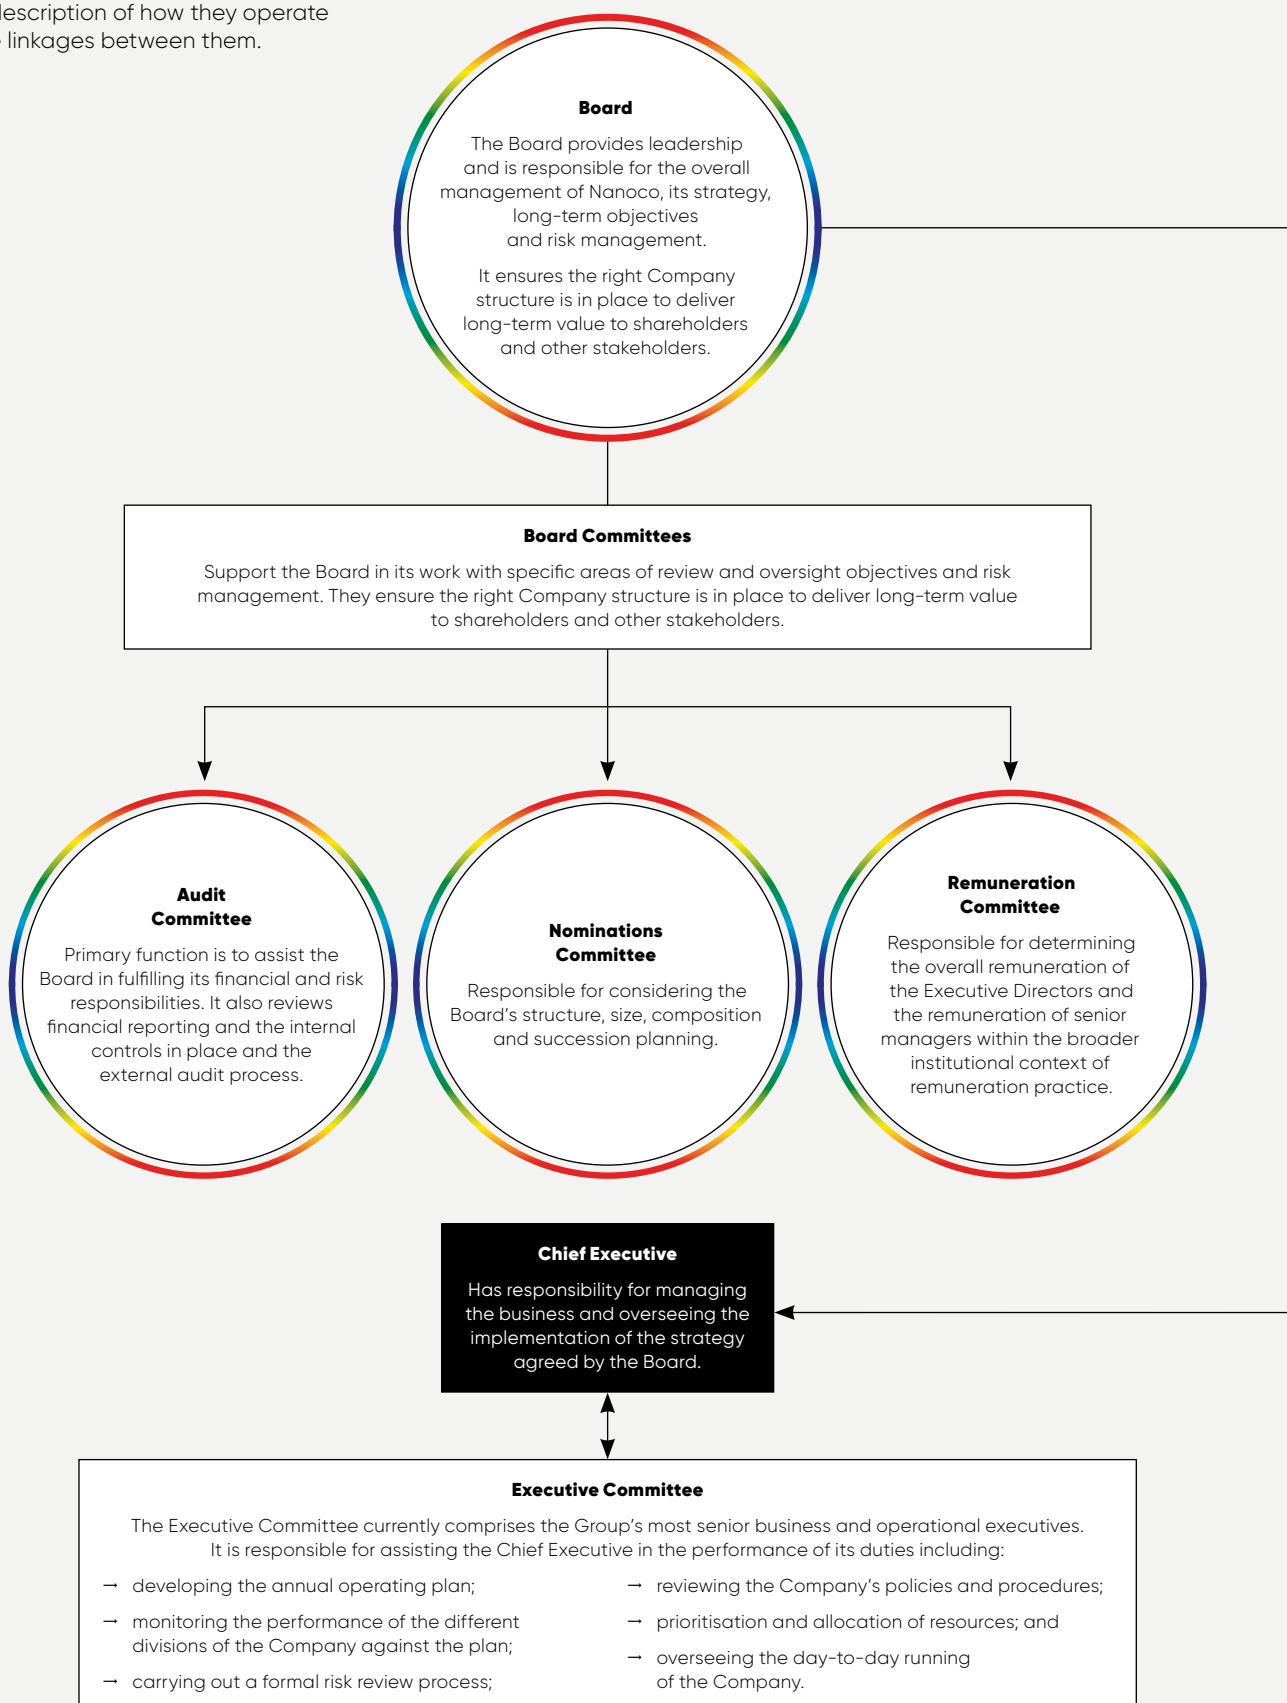 description of how they operate
linkages between them.
Board
The Board provides leadership
and is responsible for the overall
management of Nanoco, its strategy,
long-term objectives
and risk management.
It ensures the right Company
structure is in place to deliver
long-term value to shareholders
and other stakeholders.
Board Committees
Support the Board in its work with specific areas of review and oversight objectives and risk
management. They ensure the right Company structure is in place to deliver long-term value
to shareholders and other stakeholders.
Audit
Committee
Primary function is to assist the
Board in fulfilling its financial and risk
responsibilities. It also reviews
financial reporting and the internal
controls in place and the
external audit process.
Nominations
Committee
Responsible for considering the
Board's structure, size, composition
and succession planning.
Remuneration
Committee
Responsible for determining
the overall remuneration of
the Executive Directors and
the remuneration of senior
managers within the broader
institutional context of
remuneration practice.
Chief Executive
Has responsibility for managing
the business and overseeing the
implementation of the strategy
agreed by the Board.
Executive Committee
The Executive Committee currently comprises the Group's most senior business and operational executives.
It is responsible for assisting the Chief Executive in the performance of its duties including:
→ developing the annual operating plan;
→ monitoring the performance of the different
divisions of the Company against the plan;
→ carrying out a formal risk review process;
→ reviewing the Company's policies and procedures;
→ prioritisation and allocation of resources; and
→ overseeing the day-to-day running
of the Company.